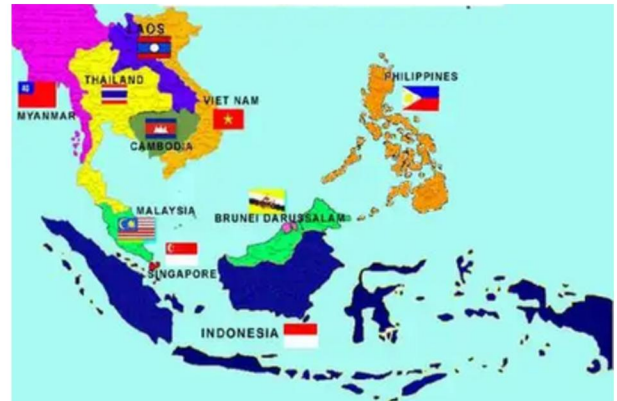 LAOS
THAILAND
MYANMAR
VIET NAM
CAMBODIA
PHILIPPINES
MALAYSIA
BRUNEI DARUSSALAM
SINGAPORE
INDONESIA